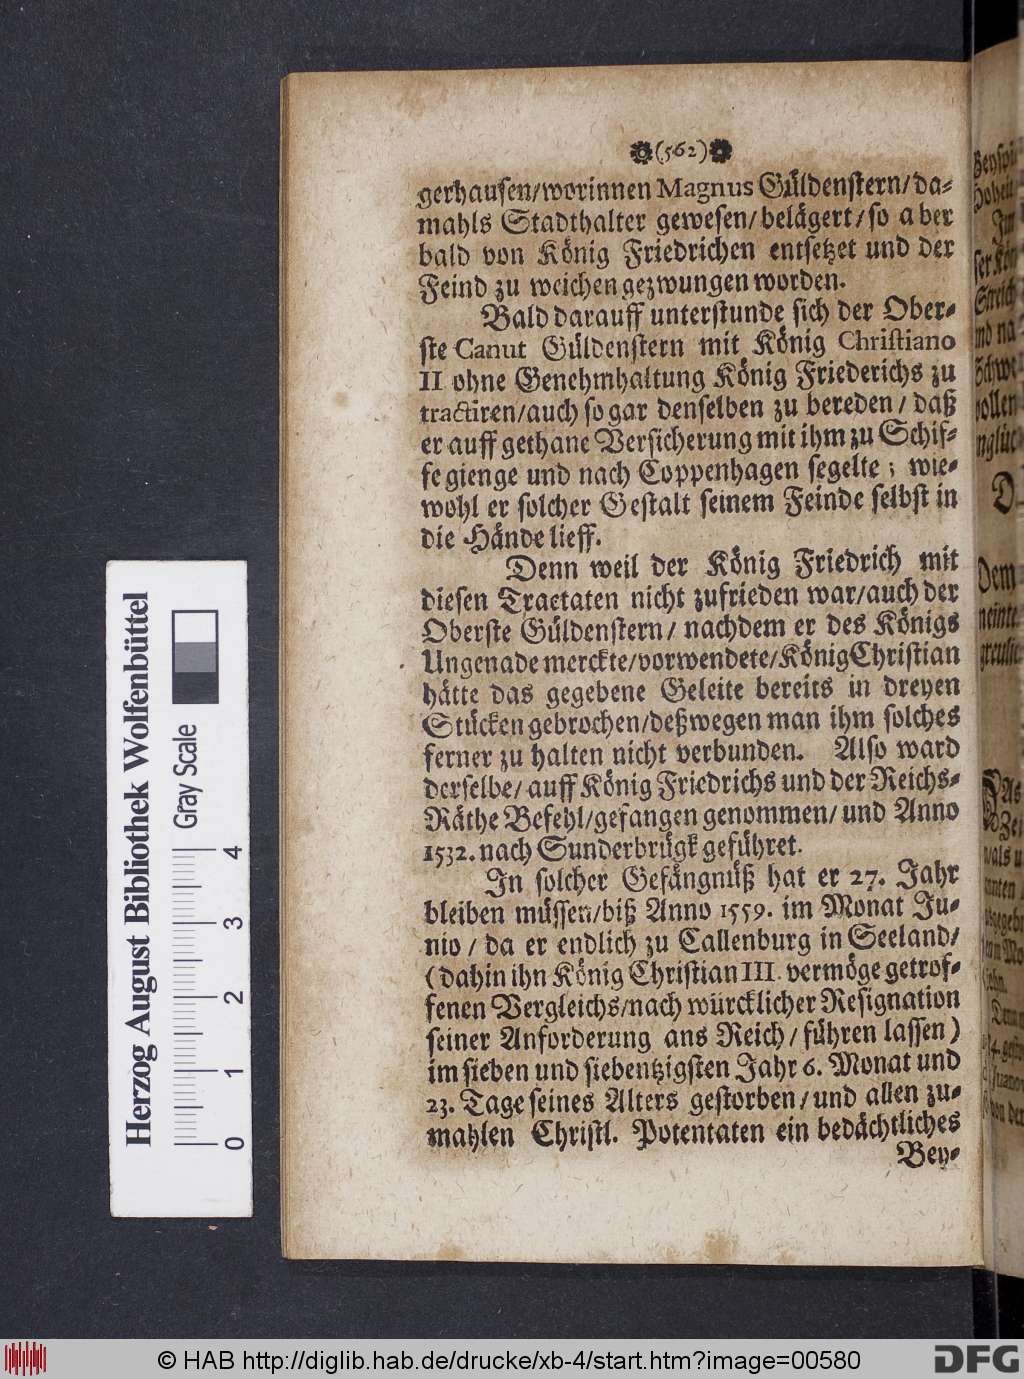 (562)
gerhausen/worinnen Magnus Güldenstern/da-
mahls Stadthalter gewesen/belägert/so aber
bald von König Friedrichen entsetzet und der
Feind zu weichen gezwungen worden.
Bald darauff unterstunde sich der Ober-
ste Canut Güldenstern mit König Christiano
II ohne Genehmhaltung König Friederichs zu
tractiren/auch so gar denselben zu bereden/daß
er auff gethane Versicherung mit ihm zu Schif-
fe gienge und nach Coppenhagen segelte; wie-
wohl er solcher Gestalt seinem Feinde selbst in
die Hände lieff.
Denn weil der König Friedrich mit
diesen Tractaten nicht zufrieden war/auch der
Oberste Güldenstern/nachdem er des Königs
Ungenade merckte/vorwendete/König Christian
hätte das gegebene Geleite bereits in dreyen
Stücken gebrochen/deßwegen man ihm solches
ferner zu halten nicht verbunden. Also ward
derselbe/auff König Friedrichs und der Reichs-
Räthe Befehl/gefangen genommen/und Anno
1532. nach Sunderbrügk geführet.
In solcher Gefängnüß hat er 27. Jahr
bleiben müssen/biß Anno 1559. im Monat Ju-
nio/da er endlich zu Callenburg in Seeland/
(dahin ihn König Christian III. vermöge getrof-
fenen Vergleichs/nach würcklicher Resignation
seiner Anforderung ans Reich/führen lassen)
im sieben und siebentzigsten Jahr 6. Monat und
23. Tage seines Alters gestorben/und allen zu-
mahlen Christl. Potentaten ein bedächtliches
Bey-
Herzog August Bibliothek Wolfenbüttel
Gray Scale
0 1 2 3 4
© HAB http://diglib.hab.de/drucke/xb-4/start.htm?image=00580
DFG